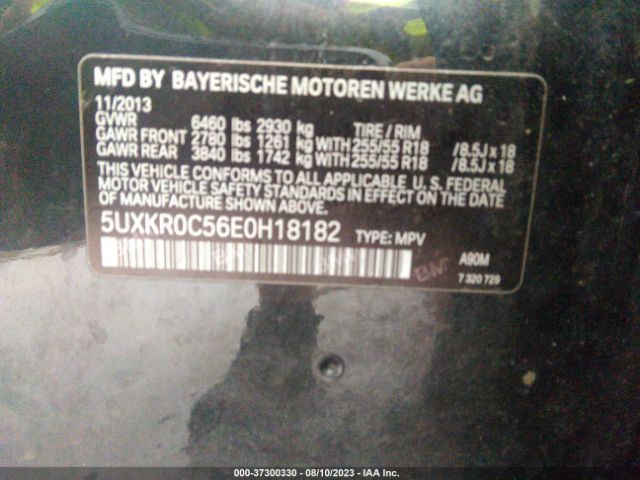 MFD BY BAYERISCHE MOTOREN WERKE AG
11/2013
GVWR 6460 lbs 2930 kg TIRE / RIM
GAWR FRONT 2780 lbs 1261 kg WITH 255/55 R18 /8.5J x 18
GAWR REAR 3840 lbs 1742 kg WITH 255/55 R18 /8.5J x 18
THIS VEHICLE CONFORMS TO ALL APPLICABLE U. S. FEDERAL
MOTOR VEHICLE SAFETY STANDARDS IN EFFECT ON THE DATE
OF MANUFACTURE SHOWN ABOVE.
5UXKR0C56E0H18182 TYPE: MPV
A90M
7 320 729
000-37300330 - 08/10/2023 - IAA Inc.